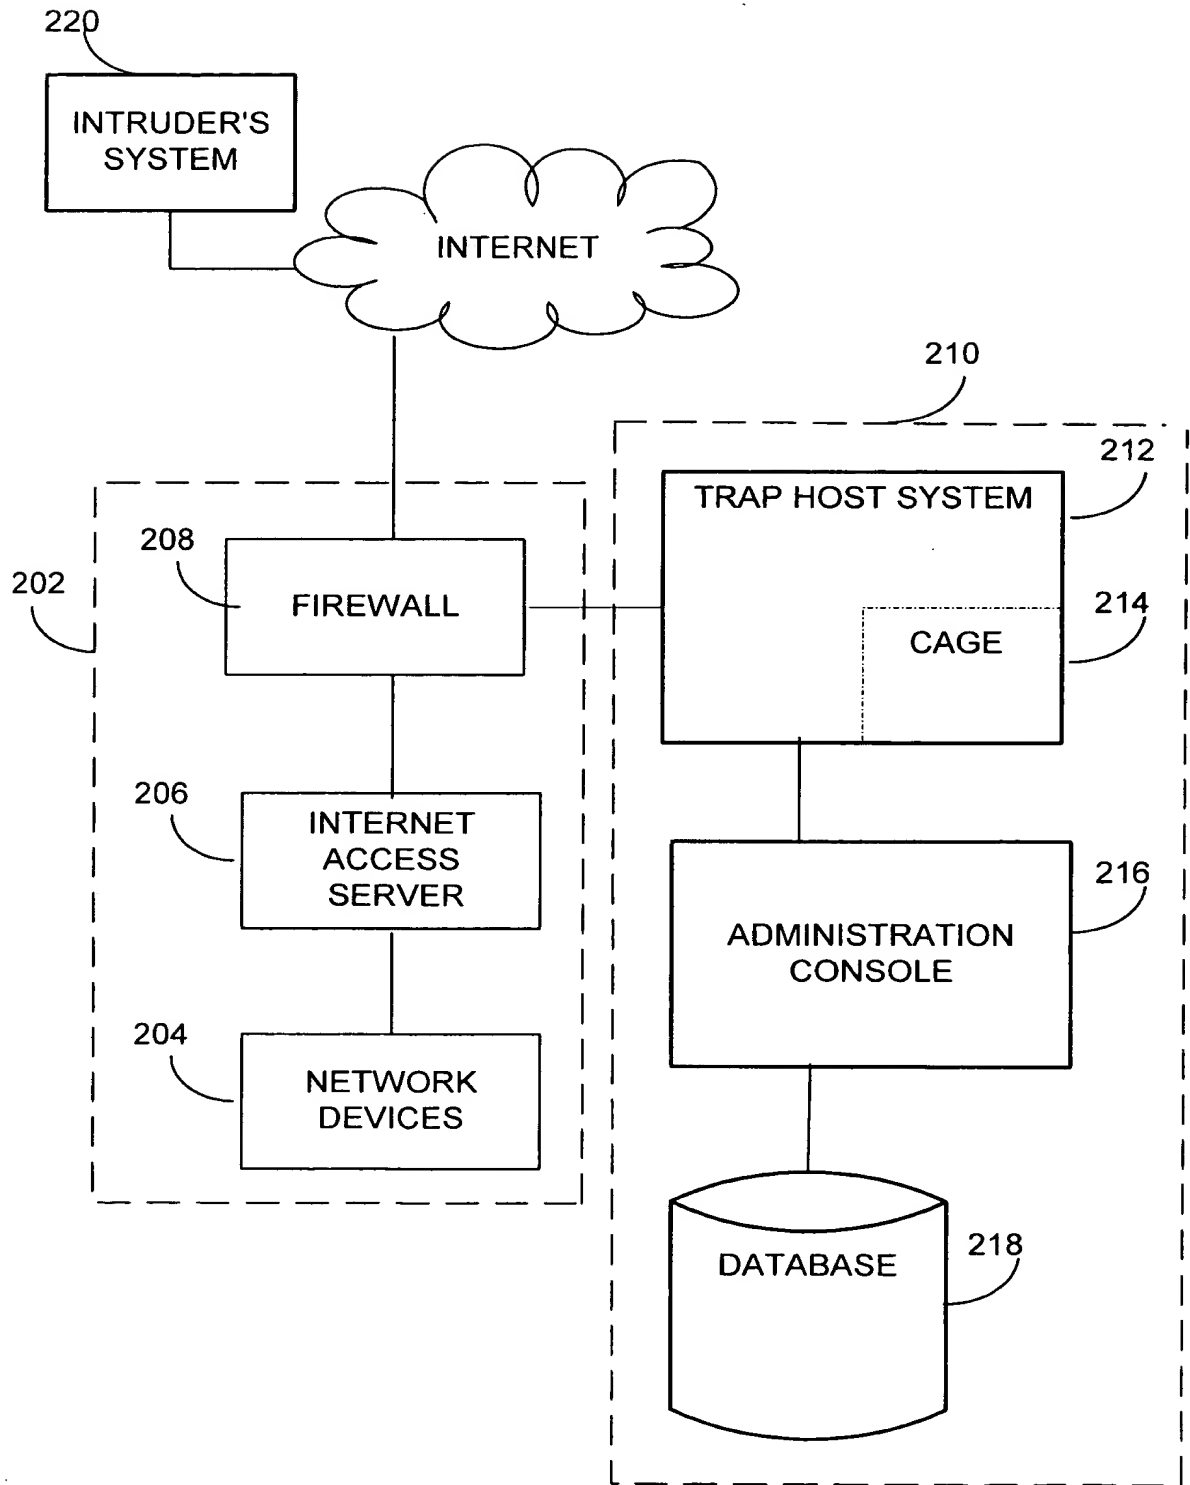 220
INTRUDER'S
SYSTEM
INTERNET
210
212
TRAP HOST SYSTEM
208
202
FIREWALL
214
CAGE
206
INTERNET
ACCESS
SERVER
216
ADMINISTRATION
CONSOLE
204
NETWORK
DEVICES
218
DATABASE